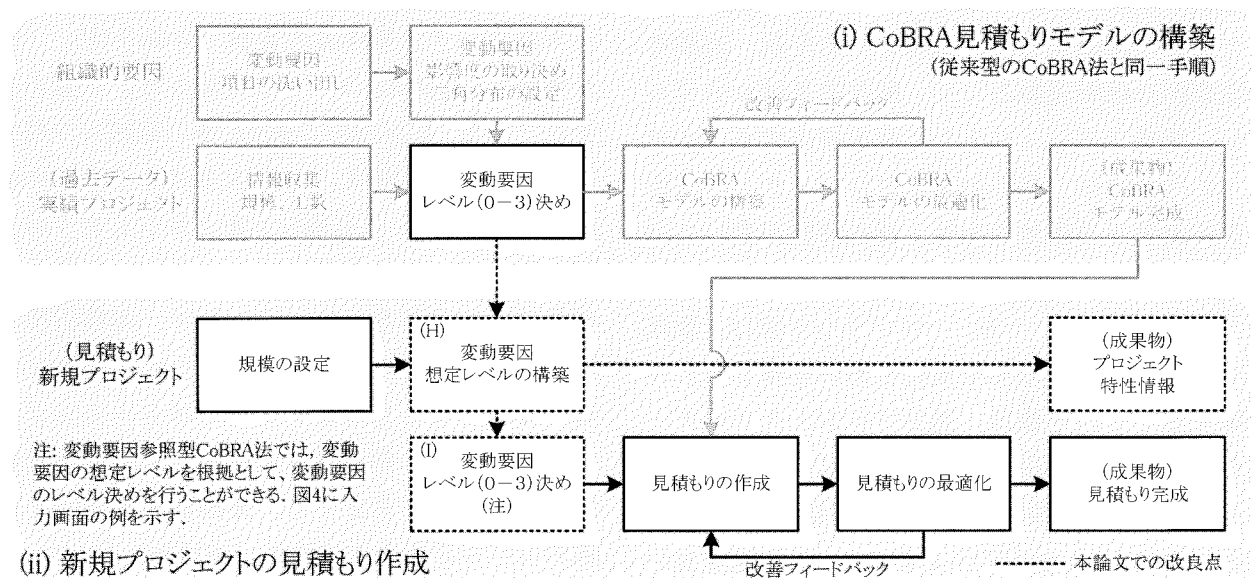 (i) CoBRA見積もりモデルの構築
(従来型のCoBRA法と同一手順)
組織的要因
変動要因
項目の洗い出し
変動要因
影響度の取り決め
三角分布の設定
改善フィードバック
(過去データ)
実績プロジェクト
情報収集
規模、工数
変動要因
レベル(0-3)決め
CoBRA
モデルの構築
CoBRA
モデルの最適化
(成果物)
CoBRA
モデル完成
(見積もり)
新規プロジェクト
規模の設定
(H)
変動要因
想定レベルの構築
(成果物)
プロジェクト
特性情報
注: 変動要因参照型CoBRA法では, 変動
要因の想定レベルを根拠として、変動要因
のレベル決めを行うことができる. 図4に入
力画面の例を示す.
(I)
変動要因
レベル(0-3)決め
(注)
見積もりの作成
見積もりの最適化
(成果物)
見積もり完成
(ii) 新規プロジェクトの見積もり作成
改善フィードバック
本論文での改良点